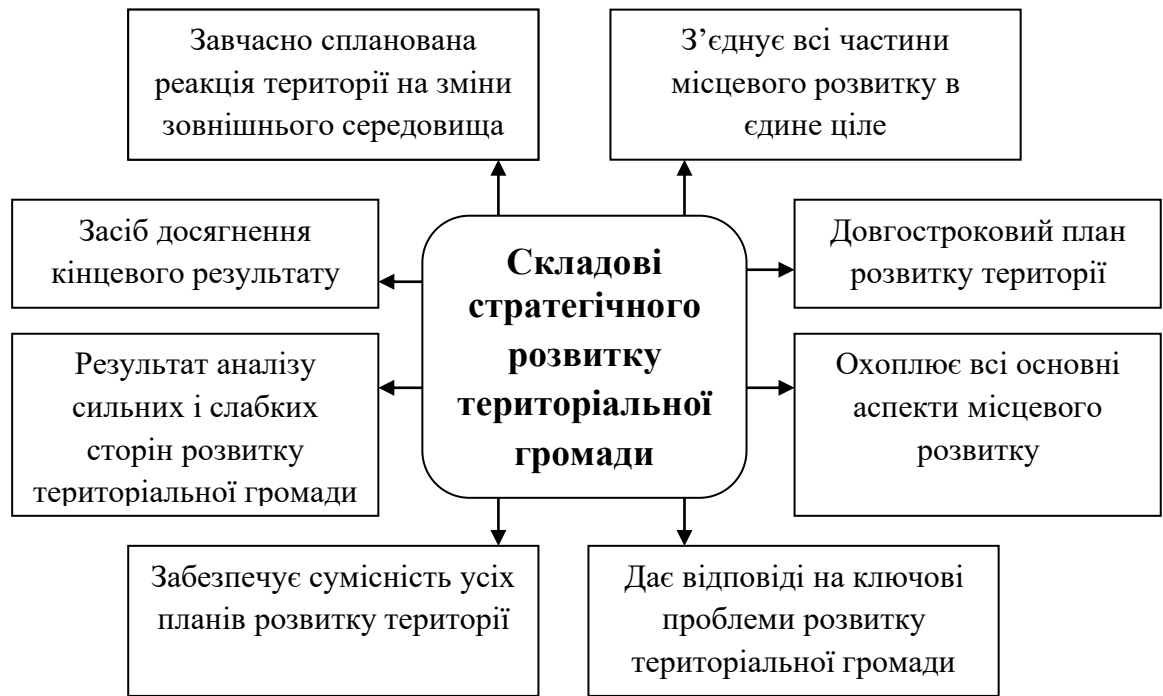 Завчасно спланована
реакція території на зміни
зовнішнього середовища
З’єднує всі частини
місцевого розвитку в
єдине ціле
Засіб досягнення
кінцевого результату
Складові
стратегічного
розвитку
територіальної
громади
Довгостроковий план
розвитку території
Результат аналізу
сильних і слабких
сторін розвитку
територіальної громади
Охоплює всі основні
аспекти місцевого
розвитку
Забезпечує сумісність усіх
планів розвитку території
Дає відповіді на ключові
проблеми розвитку
територіальної громади